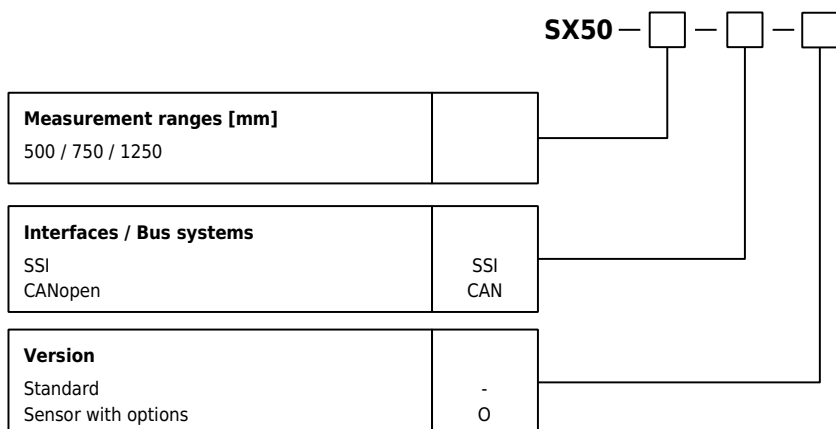 SX50 — —  —
Measurement ranges [mm]
500 / 750 / 1250
Interfaces / Bus systems
SSI SSI
CANopen CAN
Version
Standard -
Sensor with options O